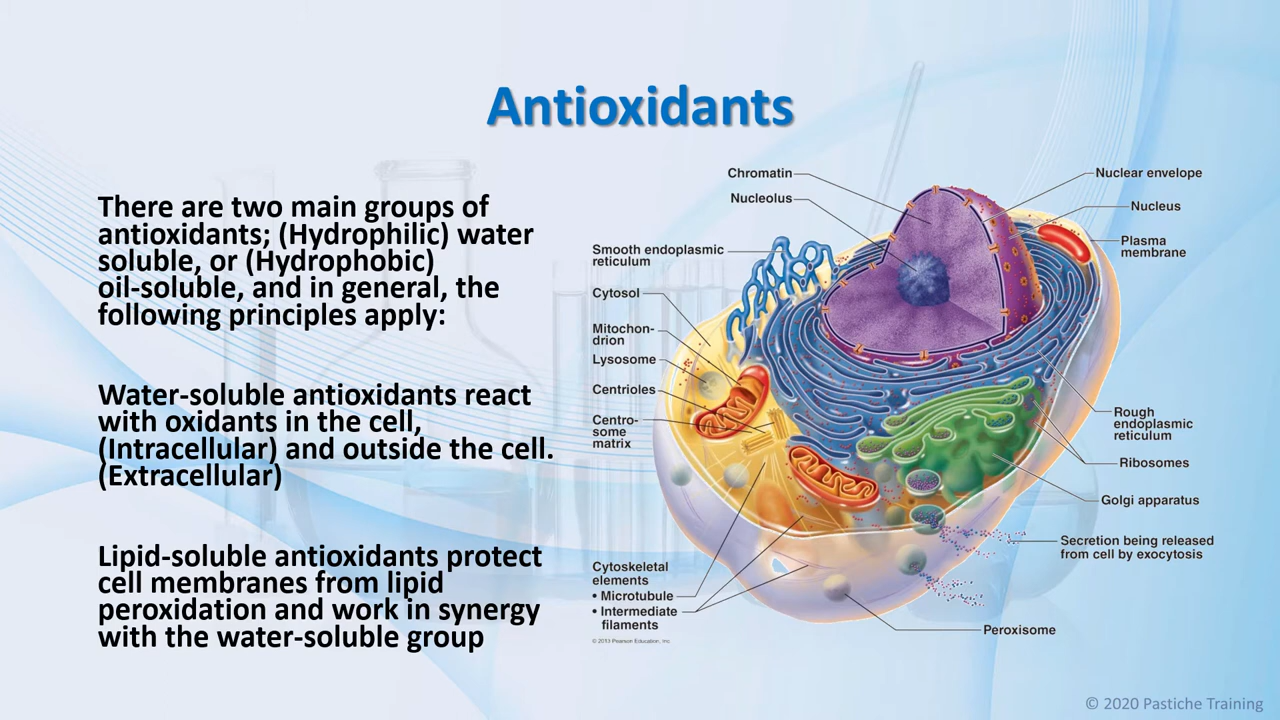 Antioxidants
There are two main groups of
antioxidants; (Hydrophilic) water
soluble, or (Hydrophobic)
oil-soluble, and in general, the
following principles apply:
Water-soluble antioxidants react
with oxidants in the cell,
(Intracellular) and outside the cell.
(Extracellular)
Lipid-soluble antioxidants protect
cell membranes from lipid
peroxidation and work in synergy
with the water-soluble group
Chromatin
Nucleolus
Smooth endoplasmic
reticulum
Cytosol
Mitochon-
drion
Lysosome
Centrioles
Centro-
some
matrix
Cytoskeletal
elements
• Microtubule
• Intermediate
filaments
© 2013 Pearson Education, Inc.
Nuclear envelope
Nucleus
Plasma
membrane
Rough
endoplasmic
reticulum
Ribosomes
Golgi apparatus
Secretion being released
from cell by exocytosis
Peroxisome
© 2020 Pastiche Training